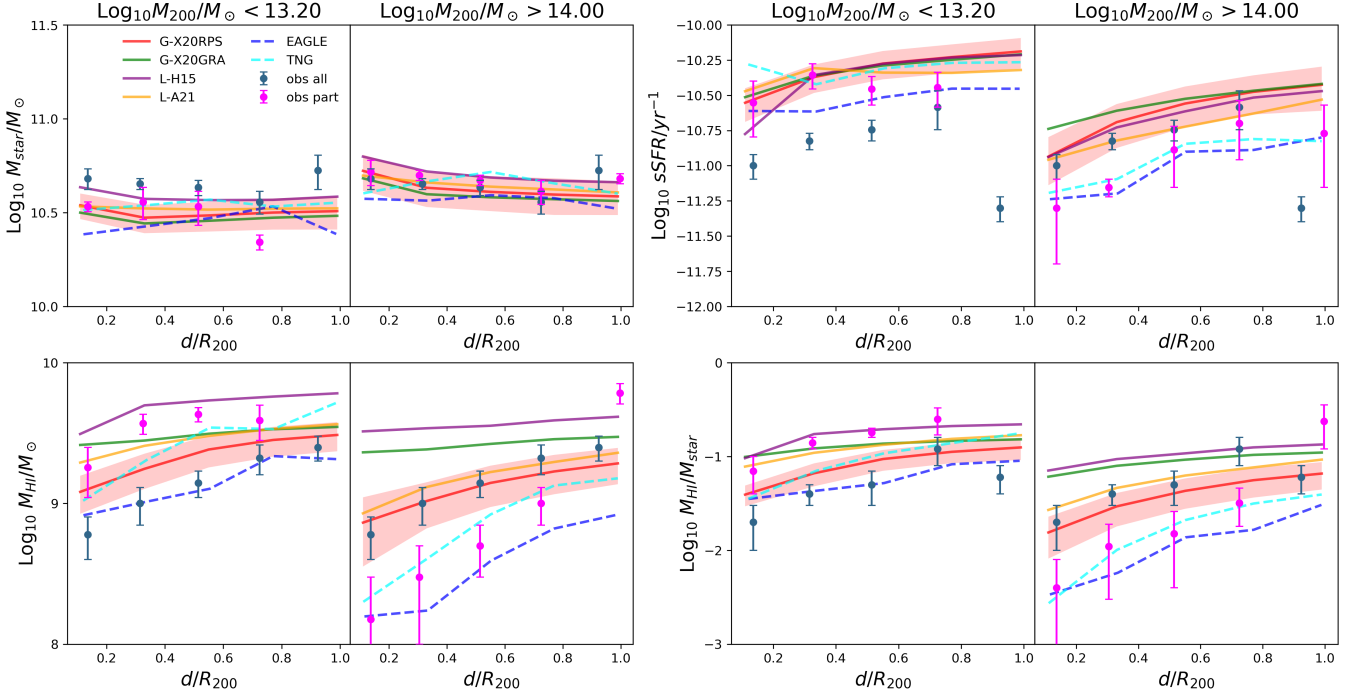 Log₁₀M₂₀₀/M☉ < 13.20
Log₁₀M₂₀₀/M☉ > 14.00
Log₁₀M₂₀₀/M☉ < 13.20
Log₁₀M₂₀₀/M☉ > 14.00
Log₁₀ M_star/M☉
11.5
11.0
10.5
10.0
G-X20RPS
G-X20GRA
L-H15
L-A21
EAGLE
TNG
obs all
obs part
0.2 0.4 0.6 0.8 1.0
0.2 0.4 0.6 0.8 1.0
d/R₂₀₀
d/R₂₀₀
Log₁₀ sSFR/yr⁻¹
−10.00
−10.25
−10.50
−10.75
−11.00
−11.25
−11.50
−11.75
−12.00
0.2 0.4 0.6 0.8 1.0
0.2 0.4 0.6 0.8 1.0
d/R₂₀₀
d/R₂₀₀
Log₁₀ M_HI/M☉
10
9
8
0.2 0.4 0.6 0.8 1.0
0.2 0.4 0.6 0.8 1.0
d/R₂₀₀
d/R₂₀₀
Log₁₀ M_HI/M_star
0
−1
−2
−3
0.2 0.4 0.6 0.8 1.0
0.2 0.4 0.6 0.8 1.0
d/R₂₀₀
d/R₂₀₀